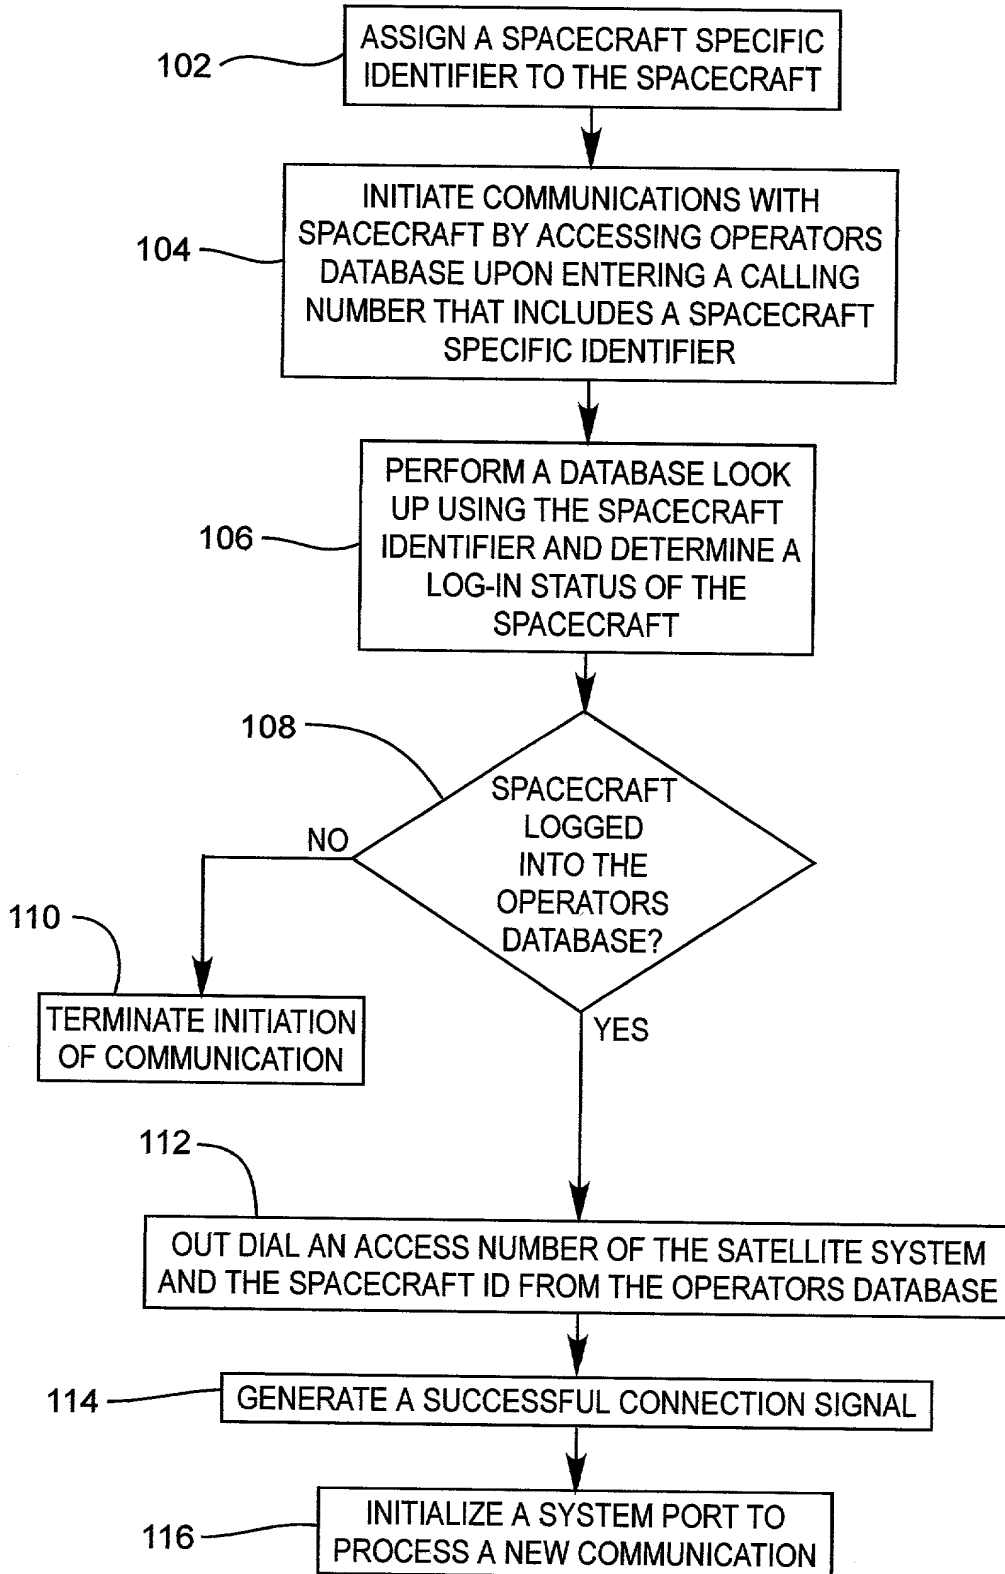 102
ASSIGN A SPACECRAFT SPECIFIC
IDENTIFIER TO THE SPACECRAFT
104
INITIATE COMMUNICATIONS WITH
SPACECRAFT BY ACCESSING OPERATORS
DATABASE UPON ENTERING A CALLING
NUMBER THAT INCLUDES A SPACECRAFT
SPECIFIC IDENTIFIER
106
PERFORM A DATABASE LOOK
UP USING THE SPACECRAFT
IDENTIFIER AND DETERMINE A
LOG-IN STATUS OF THE
SPACECRAFT
108
SPACECRAFT
LOGGED
INTO THE
OPERATORS
DATABASE?
NO
110
TERMINATE INITIATION
OF COMMUNICATION
YES
112
OUT DIAL AN ACCESS NUMBER OF THE SATELLITE SYSTEM
AND THE SPACECRAFT ID FROM THE OPERATORS DATABASE
114
GENERATE A SUCCESSFUL CONNECTION SIGNAL
116
INITIALIZE A SYSTEM PORT TO
PROCESS A NEW COMMUNICATION